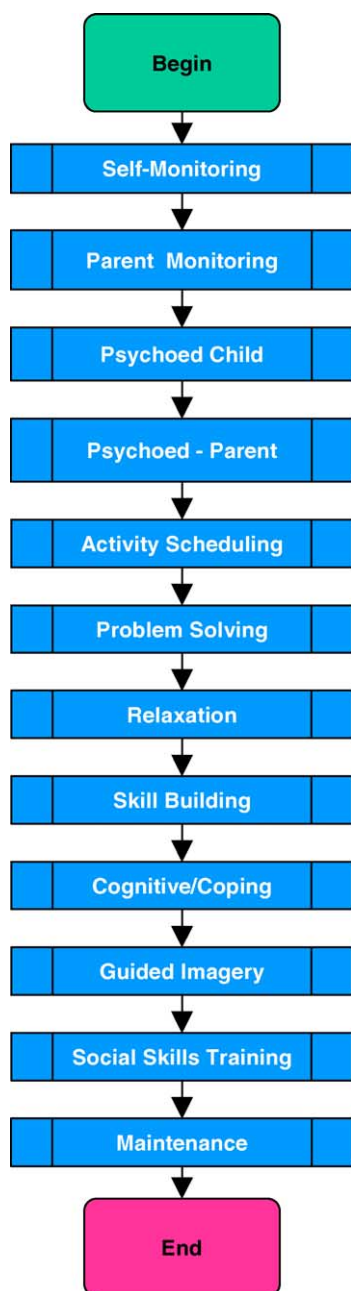 Begin
Self-Monitoring
Parent Monitoring
Psychoed Child
Psychoed - Parent
Activity Scheduling
Problem Solving
Relaxation
Skill Building
Cognitive/Coping
Guided Imagery
Social Skills Training
Maintenance
End